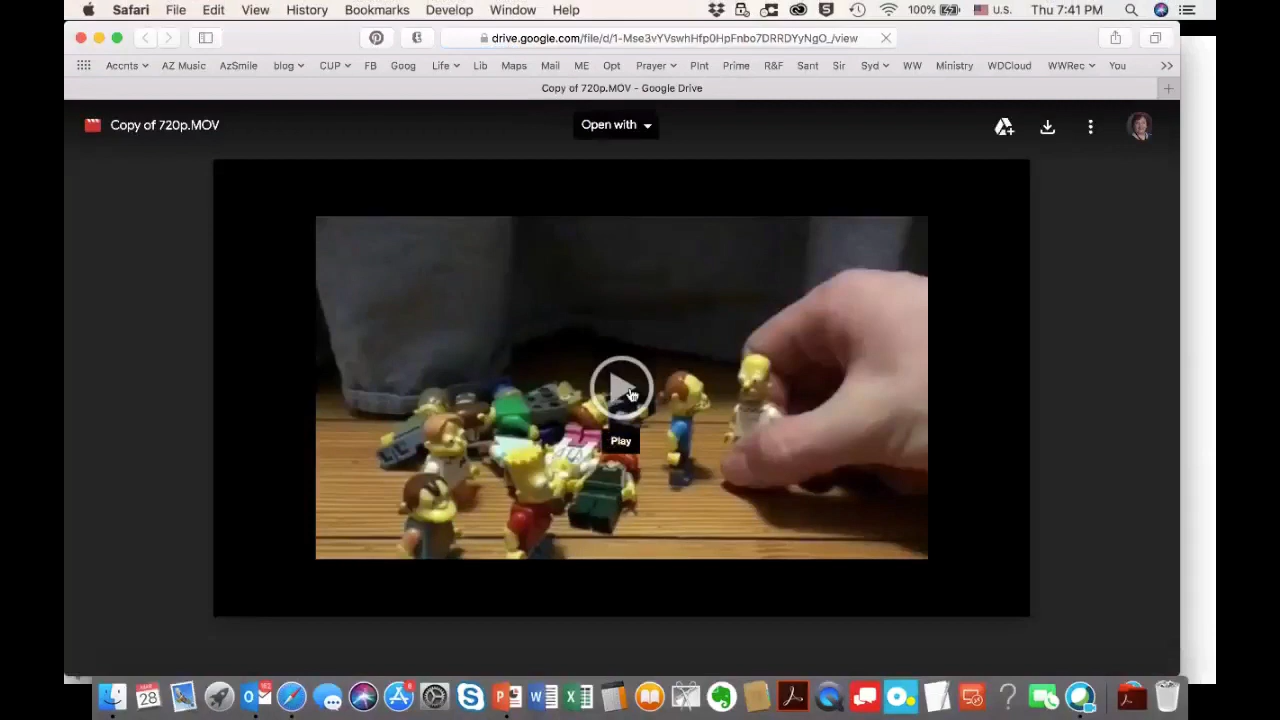 Safari File Edit View History Bookmarks Develop Window Help 100% U.S. Thu 7:41 PM
drive.google.com/file/d/1-Mse3vYVswhHfp0HpFnbo7DRRDYyNgO_/view
Accnts AZ Music AzSmile blog CUP FB Goog Life Lib Maps Mail ME Opt Prayer PInt Prime R&F Sant Sir Syd WW Ministry WDCloud WWRec You
Copy of 720p.MOV - Google Drive
Copy of 720p.MOV Open with
Play
MAR
28